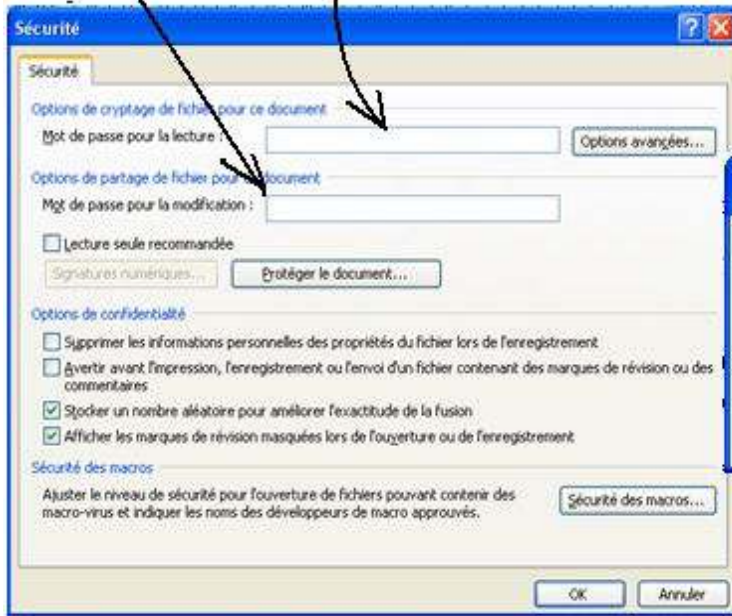 Sécurité
Sécurité
Options de cryptage de fichier pour ce document
Mot de passe pour la lecture :
Options avancées...
Options de partage de fichier pour ce document
Mot de passe pour la modification :
Lecture seule recommandée
Signatures numériques...
Protéger le document...
Options de confidentialité
Supprimer les informations personnelles des propriétés du fichier lors de l'enregistrement
Avertir avant l'impression, l'enregistrement ou l'envoi d'un fichier contenant des marques de révision ou des
commentaires
Stocker un nombre aléatoire pour améliorer l'exactitude de la fusion
Afficher les marques de révision masquées lors de l'ouverture ou de l'enregistrement
Sécurité des macros
Ajuster le niveau de sécurité pour l'ouverture de fichiers pouvant contenir des
macro-virus et indiquer les noms des développeurs de macro approuvés.
Sécurité des macros...
OK
Annuler